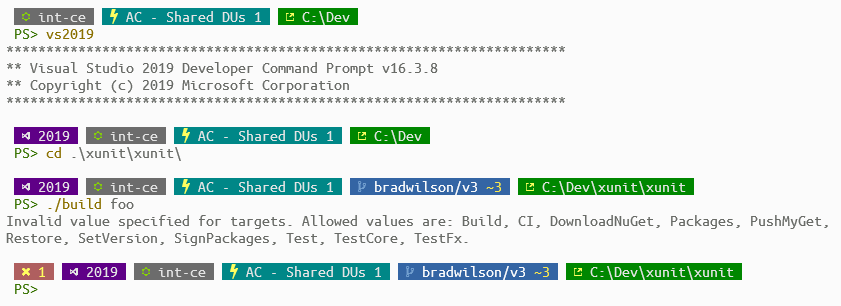 int-ce AC - Shared DUs 1 C:\Dev
PS> vs2019
**********************************************************************
** Visual Studio 2019 Developer Command Prompt v16.3.8
** Copyright (c) 2019 Microsoft Corporation
**********************************************************************
2019 int-ce AC - Shared DUs 1 C:\Dev
PS> cd .\xunit\xunit\
2019 int-ce AC - Shared DUs 1 bradwilson/v3 ~3 C:\Dev\xunit\xunit
PS> ./build foo
Invalid value specified for targets. Allowed values are: Build, CI, DownloadNuGet, Packages, PushMyGet,
Restore, SetVersion, SignPackages, Test, TestCore, TestFx.
✖ 1 2019 int-ce AC - Shared DUs 1 bradwilson/v3 ~3 C:\Dev\xunit\xunit
PS>